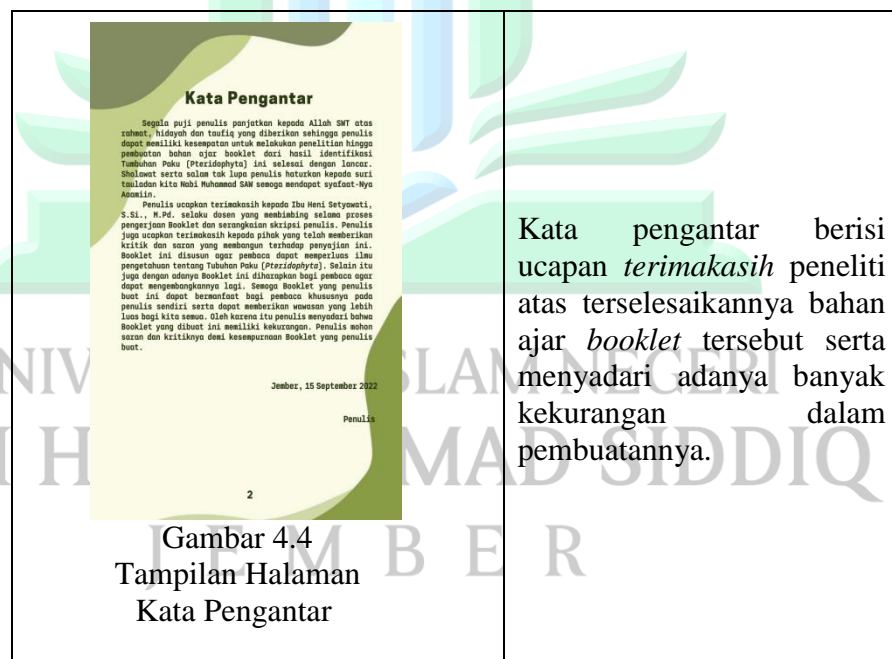 Kata Pengantar
Segala puji penulis panjatkan kepada Allah SWT atas
rahmat, hidayah dan taufiq yang diberikan sehingga penulis
dapat memiliki kesempatan untuk melakukan penelitian hingga
pembuatan bahan ajar booklet dari hasil identifikasi
Tumbuhan Paku (Pteridophyta) ini selesai dengan lancar.
Sholawat serta salam tak lupa penulis haturkan kepada suri
tauladan kita Nabi Muhammad SAW semoga mendapat syafaat-Nya
Aaamiin.
Penulis ucapkan terimakasih kepada Ibu Heni Setyawati,
S.Si., M.Pd. selaku dosen yang membimbing selama proses
pengerjaan Booklet dan serangkaian skripsi penulis. Penulis
juga ucapkan terimakosih kepada pihak yang telah memberikan
kritik dan saran yang membangun terhadap penyajian ini.
Booklet ini disusun agar pembaca dapat memperluas ilmu
pengetahuan tentang Tubuhan Paku (Pteridophyta). Selain itu
juga dengan adanya Booklet ini diharapkan bagi pembaca agar
dapat mengembangkannya lagi. Semoga Booklet yang penulis
buat ini dapat bermanfaat bagi pembaca khususnya pada
penulis sendiri serta dapat memberikan wawasan yang lebih
luas bagi kita semua. Oleh karena itu penulis menyadari bahwa
Booklet yang dibuat ini memiliki kekurangan. Penulis mohon
saran dan kritiknya demi kesempurnaan Booklet yang penulis
buat.
Jember, 15 September 2022
Penulis
2
Gambar 4.4
Tampilan Halaman
Kata Pengantar
Kata pengantar berisi
ucapan terimakasih peneliti
atas terselesaikannya bahan
ajar booklet tersebut serta
menyadari adanya banyak
kekurangan dalam
pembuatannya.
JEMBER